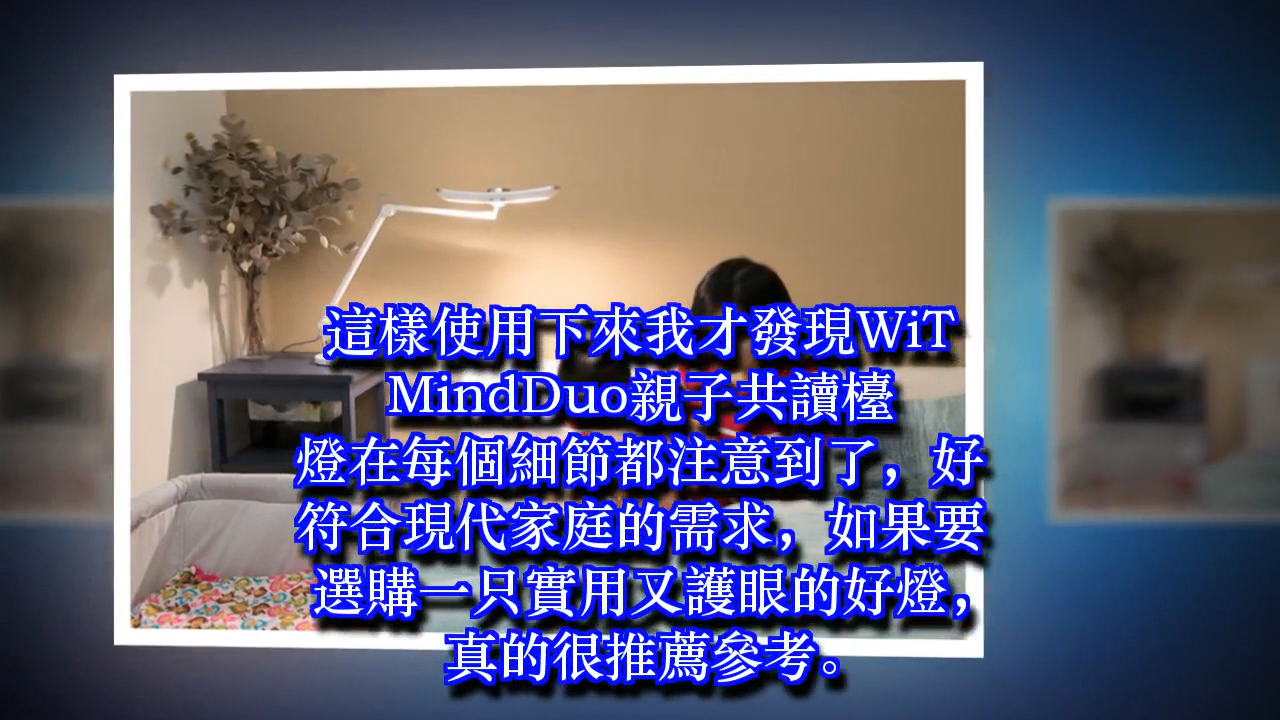 這樣使用下來我才發現WiT
MindDuo親子共讀檯
燈在每個細節都注意到了，好
符合現代家庭的需求，如果要
選購一只實用又護眼的好燈，
真的很推薦參考。